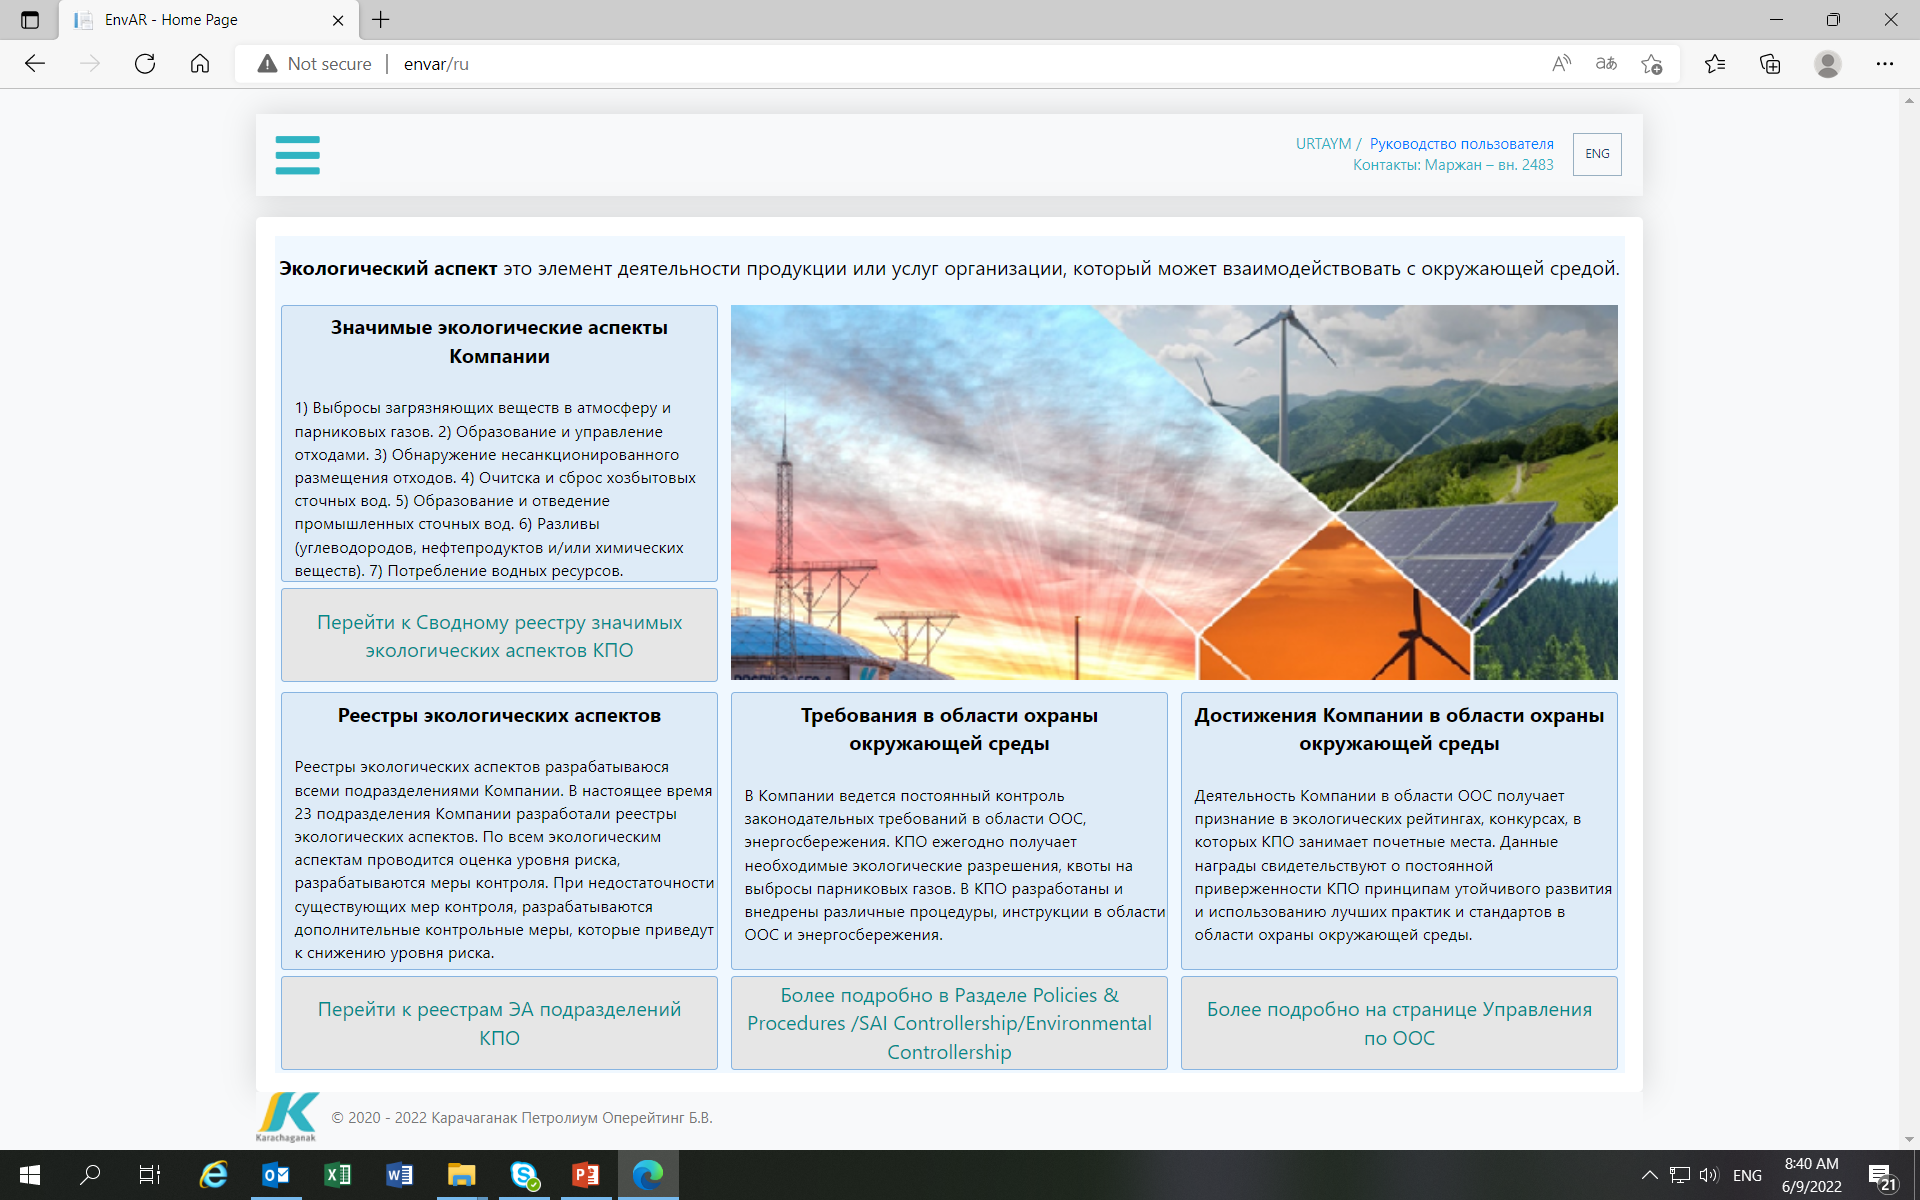 EnvAR - Home Page
Not secure
envar/ru
URTAYM / Руководство пользователя
Контакты: Маржан – вн. 2483
ENG
Экологический аспект это элемент деятельности продукции или услуг организации, который может взаимодействовать с окружающей средой.
Значимые экологические аспекты
Компании
1) Выбросы загрязняющих веществ в атмосферу и
парниковых газов. 2) Образование и управление
отходами. 3) Обнаружение несанкционированного
размещения отходов. 4) Очитска и сброс хозбытовых
сточных вод. 5) Образование и отведение
промышленных сточных вод. 6) Разливы
(углеводородов, нефтепродуктов и/или химических
веществ). 7) Потребление водных ресурсов.
Перейти к Сводному реестру значимых
экологических аспектов КПО
Реестры экологических аспектов
Реестры экологических аспектов разрабатываюся
всеми подразделениями Компании. В настоящее время
23 подразделения Компании разработали реестры
экологических аспектов. По всем экологическим
аспектам проводится оценка уровня риска,
разрабатываются меры контроля. При недостаточности
существующих мер контроля, разрабатываются
дополнительные контрольные меры, которые приведут
к снижению уровня риска.
Перейти к реестрам ЭА подразделений
КПО
Требования в области охраны
окружающей среды
В Компании ведется постоянный контроль
законодательных требований в области ООС,
энергосбережения. КПО ежегодно получает
необходимые экологические разрешения, квоты на
выбросы парниковых газов. В КПО разработаны и
внедрены различные процедуры, инструкции в области
ООС и энергосбережения.
Более подробно в Разделе Policies &
Procedures /SAI Controllership/Environmental
Controllership
Достижения Компании в области охраны
окружающей среды
Деятельность Компании в области ООС получает
признание в экологических рейтингах, конкурсах, в
которых КПО занимает почетные места. Данные
награды свидетельствуют о постоянной
приверженности КПО принципам утойчивого развития
и использованию лучших практик и стандартов в
области охраны окружающей среды.
Более подробно на странице Управления
по ООС
Karachaganak
© 2020 - 2022 Карачаганак Петролиум Оперейтинг Б.В.
ENG
8:40 AM
6/9/2022
21